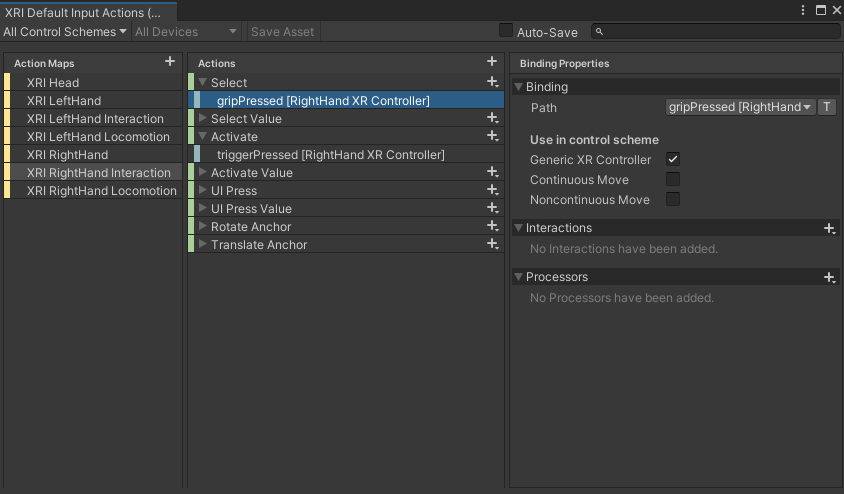 XRI Default Input Actions (...
All Control Schemes All Devices Save Asset Auto-Save
Action Maps +
XRI Head
XRI LeftHand
XRI LeftHand Interaction
XRI LeftHand Locomotion
XRI RightHand
XRI RightHand Interaction
XRI RightHand Locomotion
Actions +
Select
gripPressed [RightHand XR Controller]
Select Value
Activate
triggerPressed [RightHand XR Controller]
Activate Value
UI Press
UI Press Value
Rotate Anchor
Translate Anchor
Binding Properties
Binding
Path gripPressed [RightHand T
Use in control scheme
Generic XR Controller
Continuous Move
Noncontinuous Move
Interactions
No Interactions have been added.
Processors
No Processors have been added.